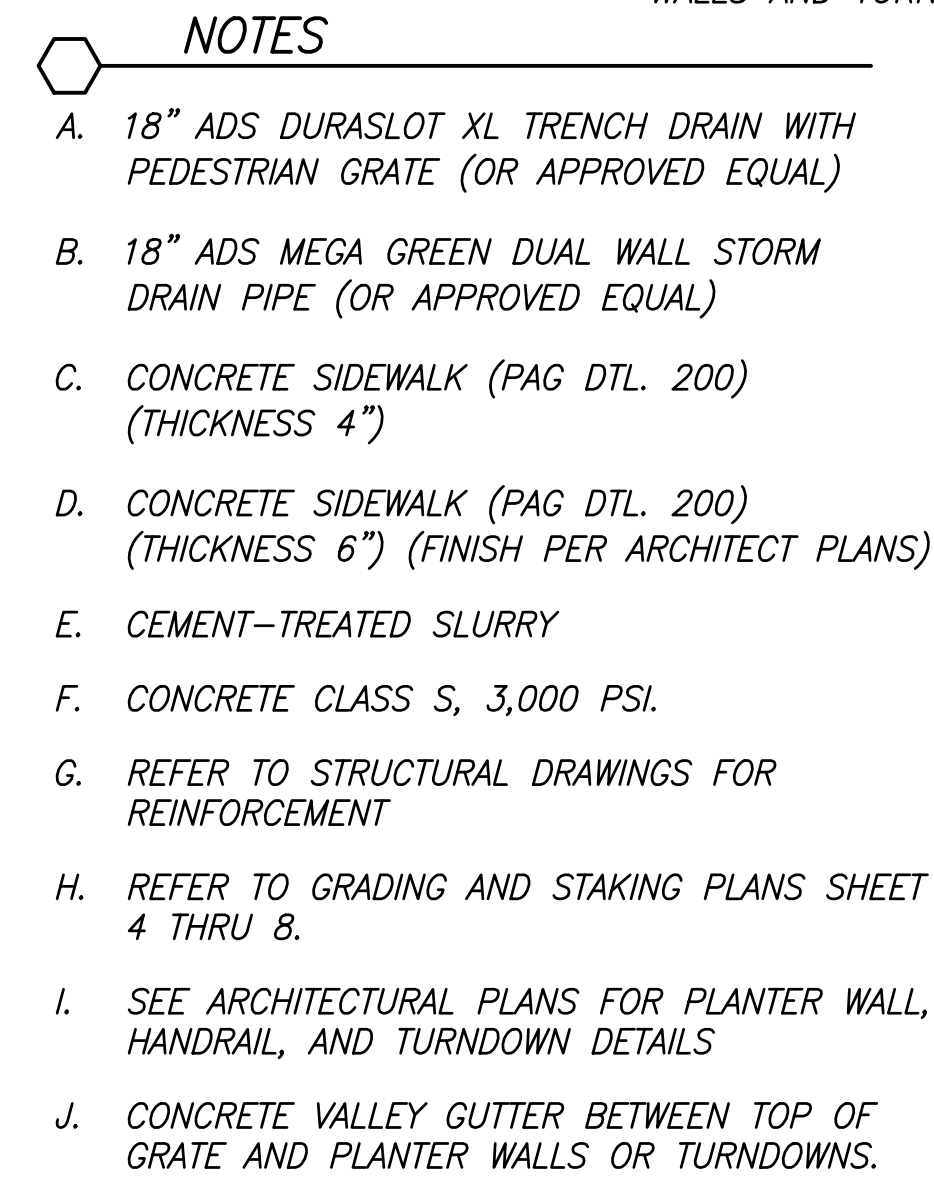 WALLS AND TURN
NOTES
A. 18" ADS DURASLOT XL TRENCH DRAIN WITH
PEDESTRIAN GRATE (OR APPROVED EQUAL)
B. 18" ADS MEGA GREEN DUAL WALL STORM
DRAIN PIPE (OR APPROVED EQUAL)
C. CONCRETE SIDEWALK (PAG DTL. 200)
(THICKNESS 4")
D. CONCRETE SIDEWALK (PAG DTL. 200)
(THICKNESS 6") (FINISH PER ARCHITECT PLANS)
E. CEMENT-TREATED SLURRY
F. CONCRETE CLASS S, 3,000 PSI.
G. REFER TO STRUCTURAL DRAWINGS FOR
REINFORCEMENT
H. REFER TO GRADING AND STAKING PLANS SHEET
4 THRU 8.
I. SEE ARCHITECTURAL PLANS FOR PLANTER WALL,
HANDRAIL, AND TURNDOWN DETAILS
J. CONCRETE VALLEY GUTTER BETWEEN TOP OF
GRATE AND PLANTER WALLS OR TURNDOWNS.